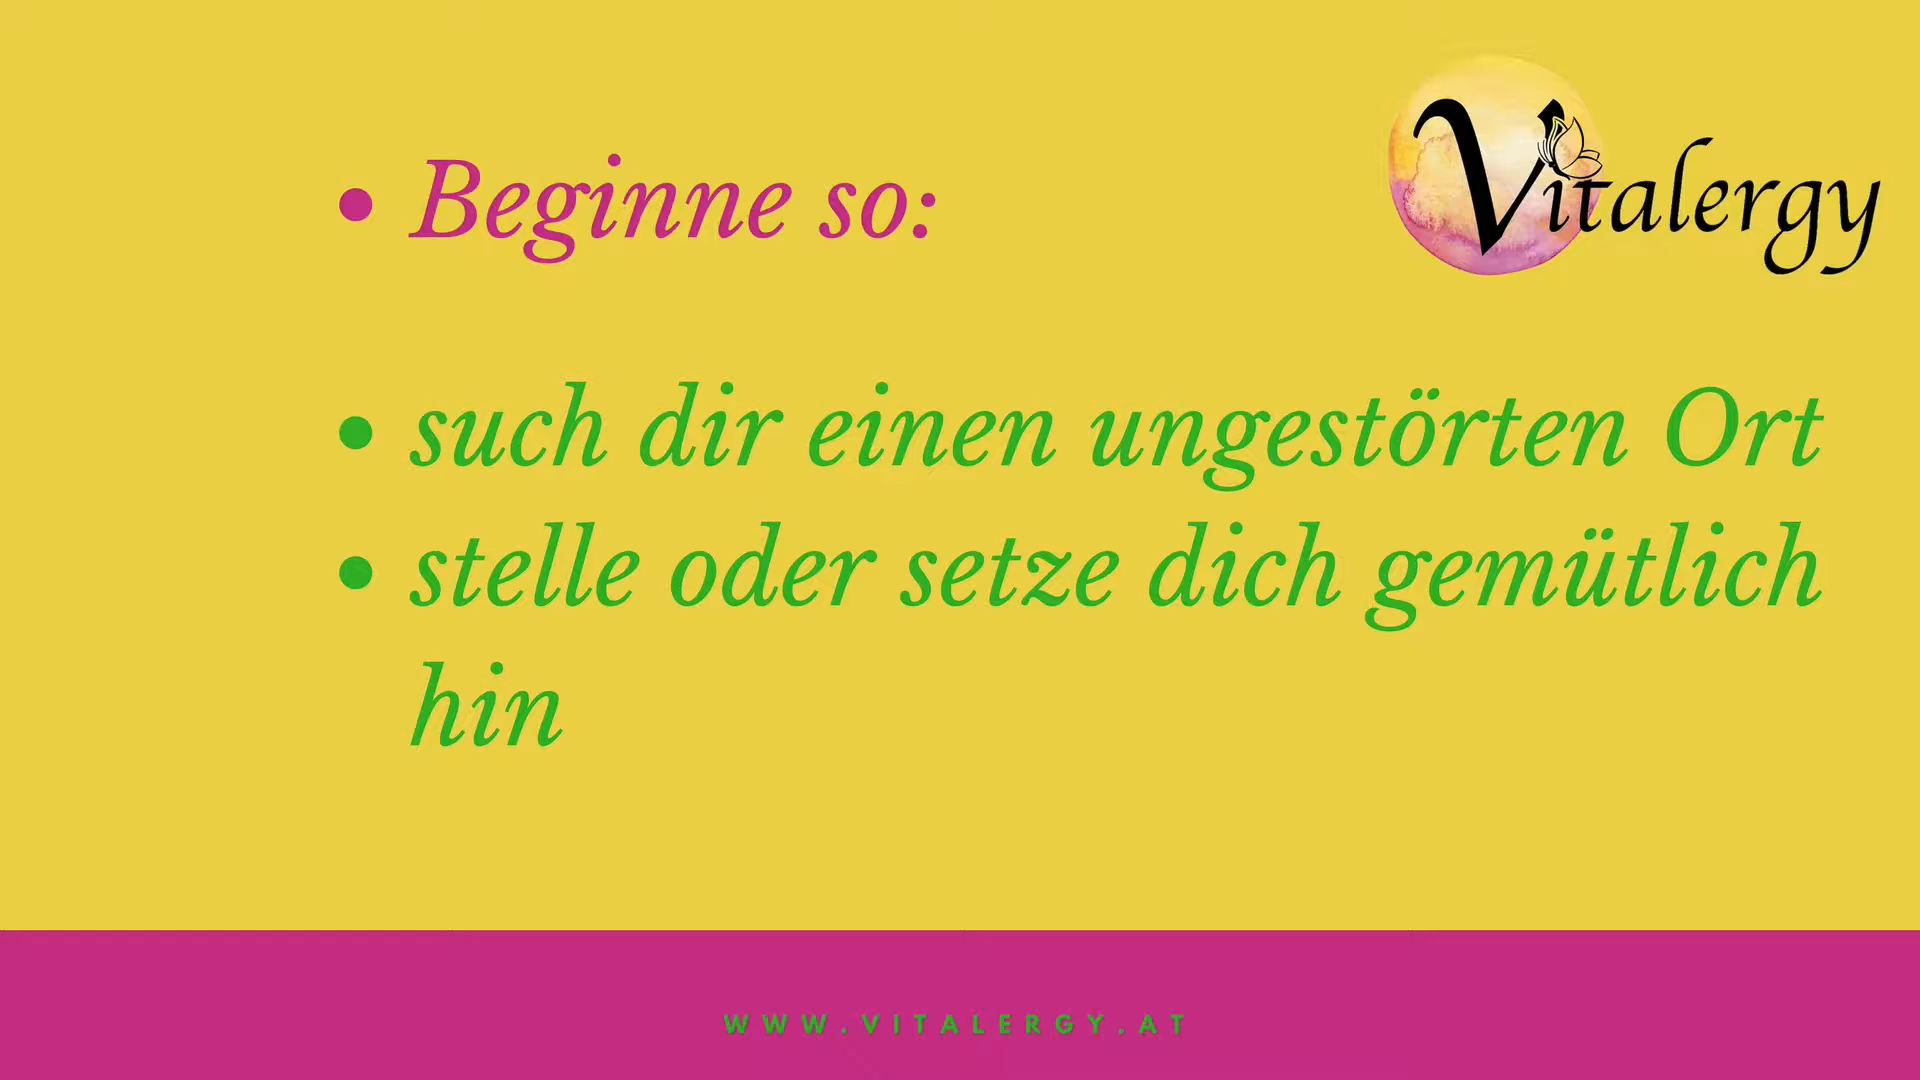 Vitalergy
• Beginne so:
• such dir einen ungestörten Ort
• stelle oder setze dich gemütlich
hin
WWW.VITALERGY.AT